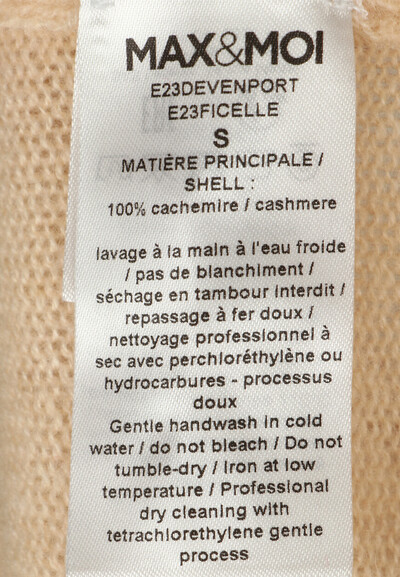 MAX&MOI
E23DEVENPORT
E23FICELLE
S
MATIÈRE PRINCIPALE /
SHELL :
100% cachemire / cashmere
lavage à la main à l'eau froide
/ pas de blanchiment /
séchage en tambour interdit /
repassage à fer doux /
nettoyage professionnel à
sec avec perchloréthylène ou
hydrocarbures - processus
doux
Gentle handwash in cold
water / do not bleach / Do not
tumble-dry / Iron at low
temperature / Professional
dry cleaning with
tetrachlorethylene gentle
process